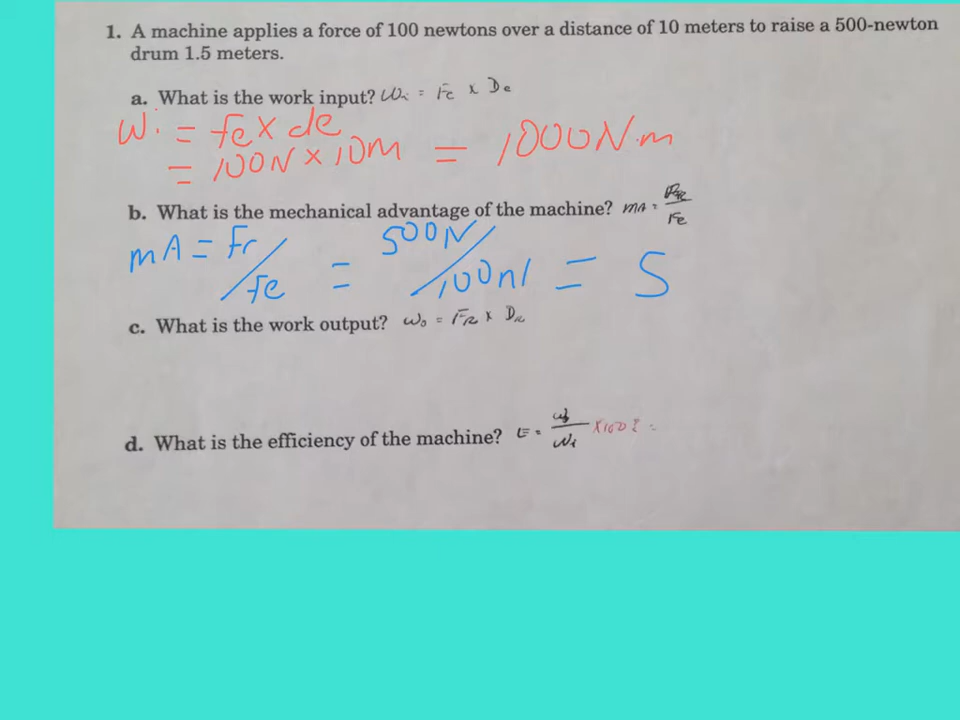 1. A machine applies a force of 100 newtons over a distance of 10 meters to raise a 500-newton
drum 1.5 meters.
a. What is the work input? Wi = Fe x De
Wi = fe x de
= 100N x 10M = 1000N.m
b. What is the mechanical advantage of the machine? MA = FR/Fe
mA = Fr/fe = 500N/100N = 5
c. What is the work output? Wo = FR x DR
d. What is the efficiency of the machine? E = Wo/Wi x100% =